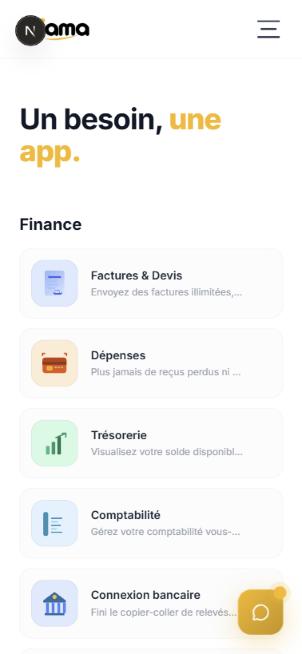 N
ama
Un besoin, une
app.
Finance
Factures & Devis
Envoyez des factures illimitées,...
Dépenses
Plus jamais de reçus perdus ni ...
Trésorerie
Visualisez votre solde disponibl...
Comptabilité
Gérez votre comptabilité vous-...
Connexion bancaire
Fini le copier-coller de relevés...